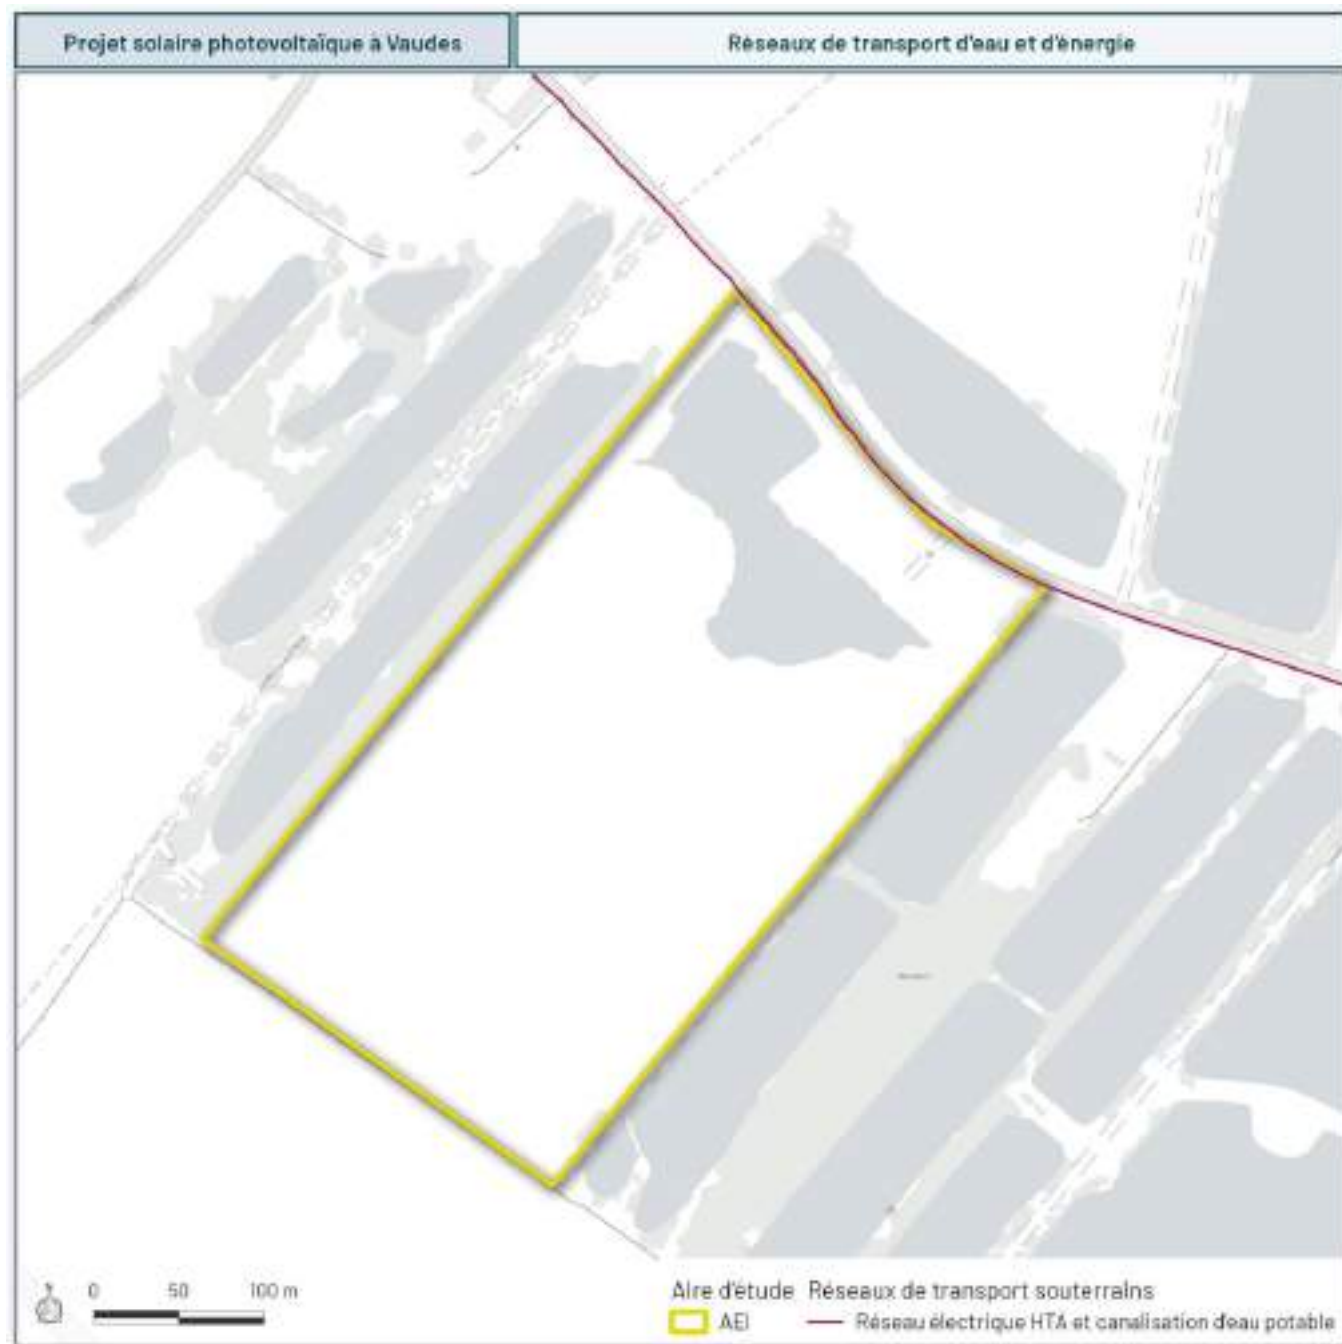 Projet solaire photovoltaïque à Vaudes
Réseaux de transport d'eau et d'énergie
0 50 100 m
Aire d'étude Réseaux de transport souterrains
AEI Réseau électrique HTA et canalisation d'eau potable